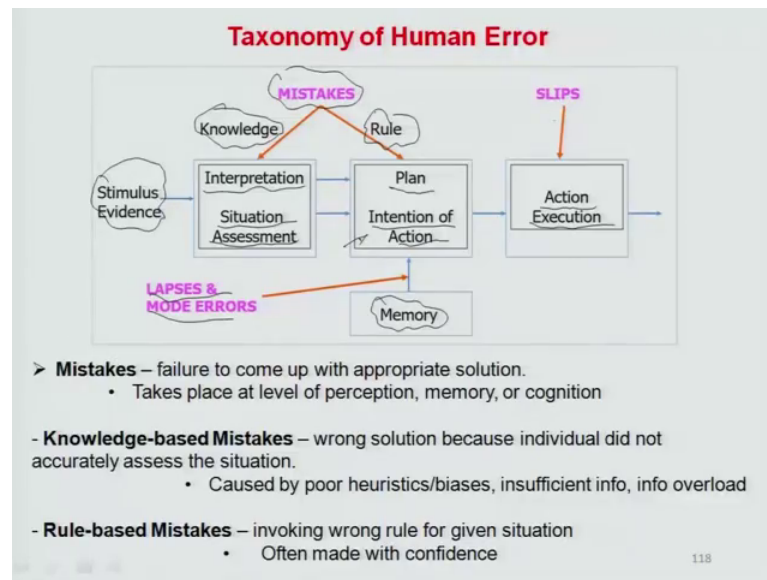 Taxonomy of Human Error
MISTAKES
SLIPS
Knowledge
Rule
Stimulus
Evidence
Interpretation
Situation
Assessment
Plan
Intention of
Action
Action
Execution
LAPSES &
MODE ERRORS
Memory
➤ Mistakes – failure to come up with appropriate solution.
• Takes place at level of perception, memory, or cognition
- Knowledge-based Mistakes – wrong solution because individual did not
accurately assess the situation.
• Caused by poor heuristics/biases, insufficient info, info overload
- Rule-based Mistakes – invoking wrong rule for given situation
• Often made with confidence
118